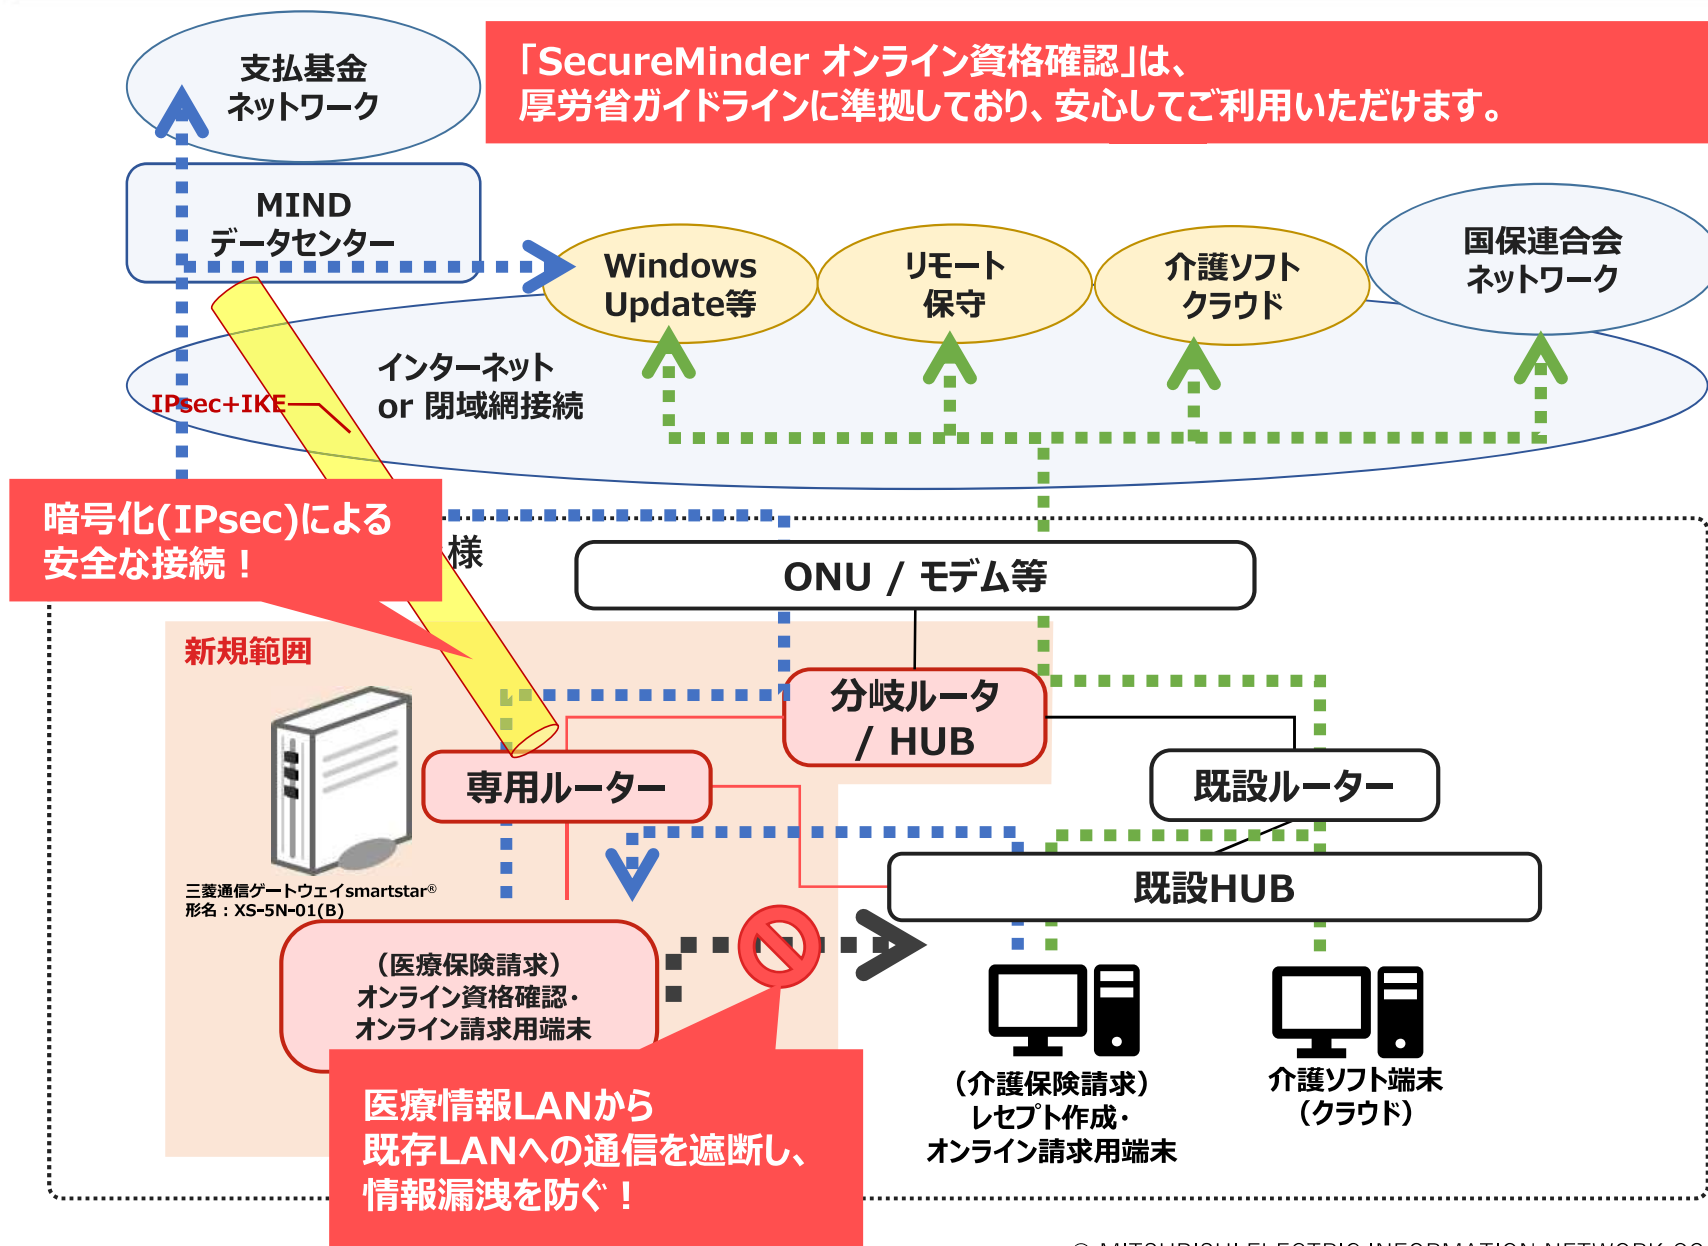 「SecureMinder オンライン資格確認」は、
厚労省ガイドラインに準拠しており、安心してご利用いただけます。
支払基金
ネットワーク
MIND
データセンター
Windows
Update等
リモート
保守
介護ソフト
クラウド
国保連合会
ネットワーク
インターネット
or 閉域網接続
IPsec+IKE
暗号化(IPsec)による
安全な接続！
様
ONU / モデム等
新規範囲
分岐ルータ
/ HUB
専用ルーター
既設ルーター
既設HUB
三菱通信ゲートウェイsmartstar®
形名：XS-5N-01(B)
（医療保険請求）
オンライン資格確認・
オンライン請求用端末
（介護保険請求）
レセプト作成・
オンライン請求用端末
介護ソフト端末
（クラウド）
医療情報LANから
既存LANへの通信を遮断し、
情報漏洩を防ぐ！
© MITSUBISHI ELECTRIC INFORMATION NETWORK